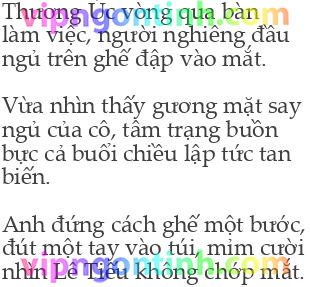 Thương Ức vòng qua bàn
làm việc, người nghiêng đầu
ngủ trên ghế đập vào mắt.
Vừa nhìn thấy gương mặt say
ngủ của cô, tâm trạng buồn
bực cả buổi chiều lập tức tan
biến.
Anh đứng cách ghế một bước,
đút một tay vào túi, mỉm cười
nhìn Lê Tiếu không chớp mắt.
vipngontinh.com
vipngontinh.com